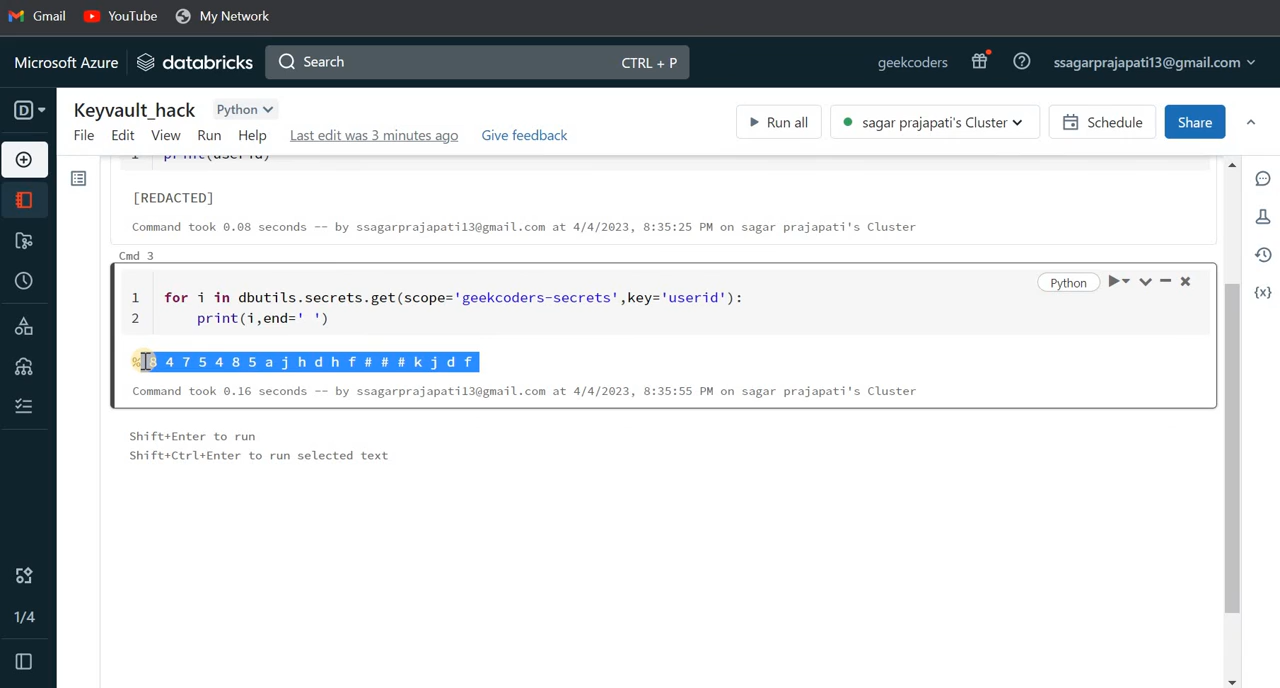 Gmail YouTube My Network
Microsoft Azure databricks Search CTRL + P geekcoders ssagarprajapati13@gmail.com
D Keyvault_hack Python
File Edit View Run Help Last edit was 3 minutes ago Give feedback Run all sagar prajapati's Cluster Schedule Share
1 print(userid)
[REDACTED]
Command took 0.08 seconds -- by ssagarprajapati13@gmail.com at 4/4/2023, 8:35:25 PM on sagar prajapati's Cluster
Cmd 3
Python
1 for i in dbutils.secrets.get(scope='geekcoders-secrets',key='userid'):
2 print(i,end=' ')
% 8 4 7 5 4 8 5 a j h d h f # # # k j d f
Command took 0.16 seconds -- by ssagarprajapati13@gmail.com at 4/4/2023, 8:35:55 PM on sagar prajapati's Cluster
Shift+Enter to run
Shift+Ctrl+Enter to run selected text
1/4